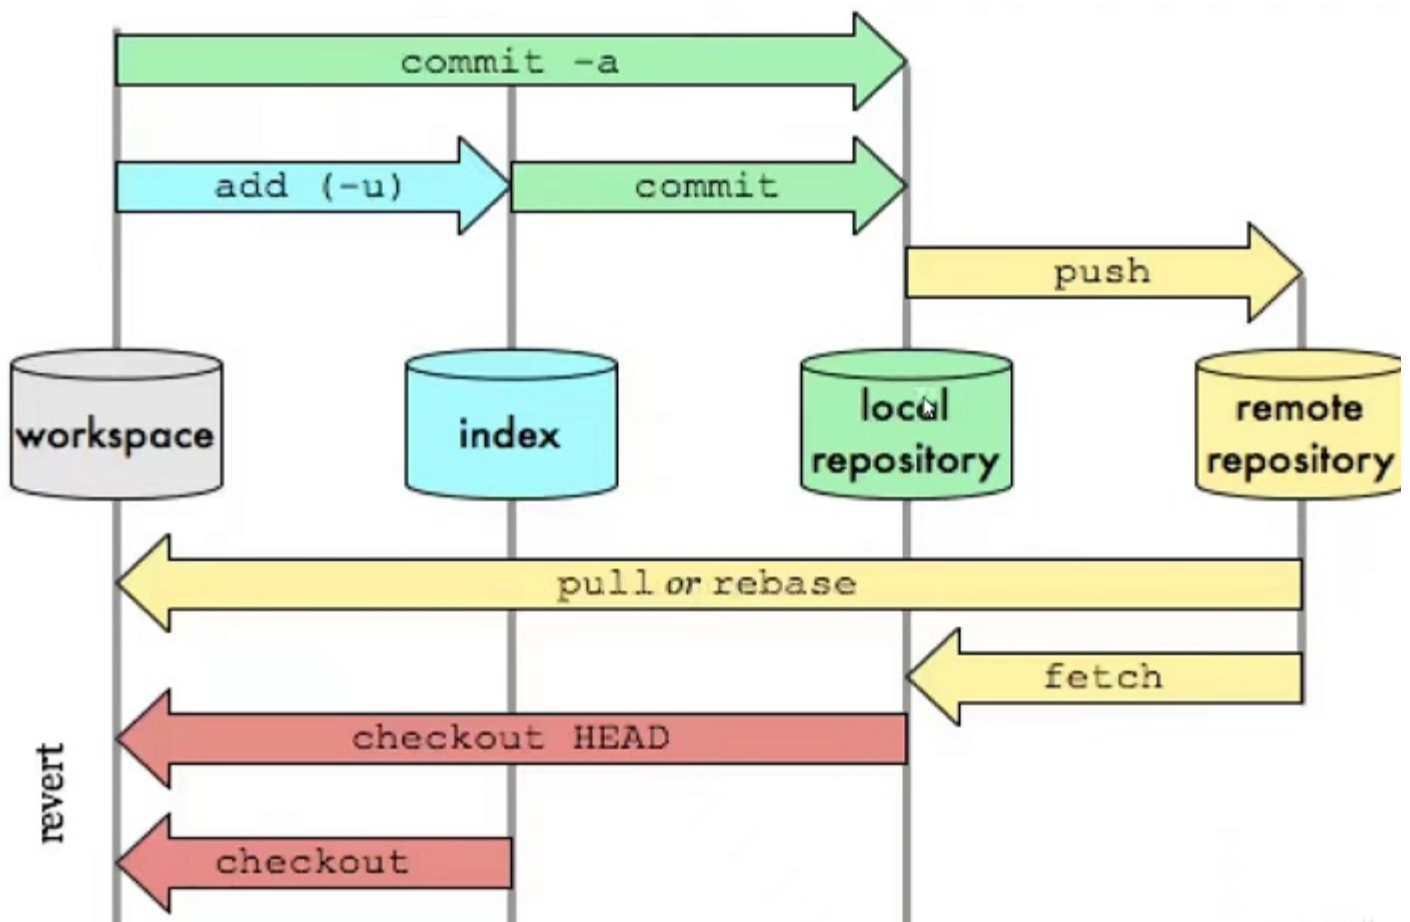 commit -a
add (-u)
commit
push
workspace
index
local
repository
remote
repository
pull or rebase
fetch
checkout HEAD
revert
checkout